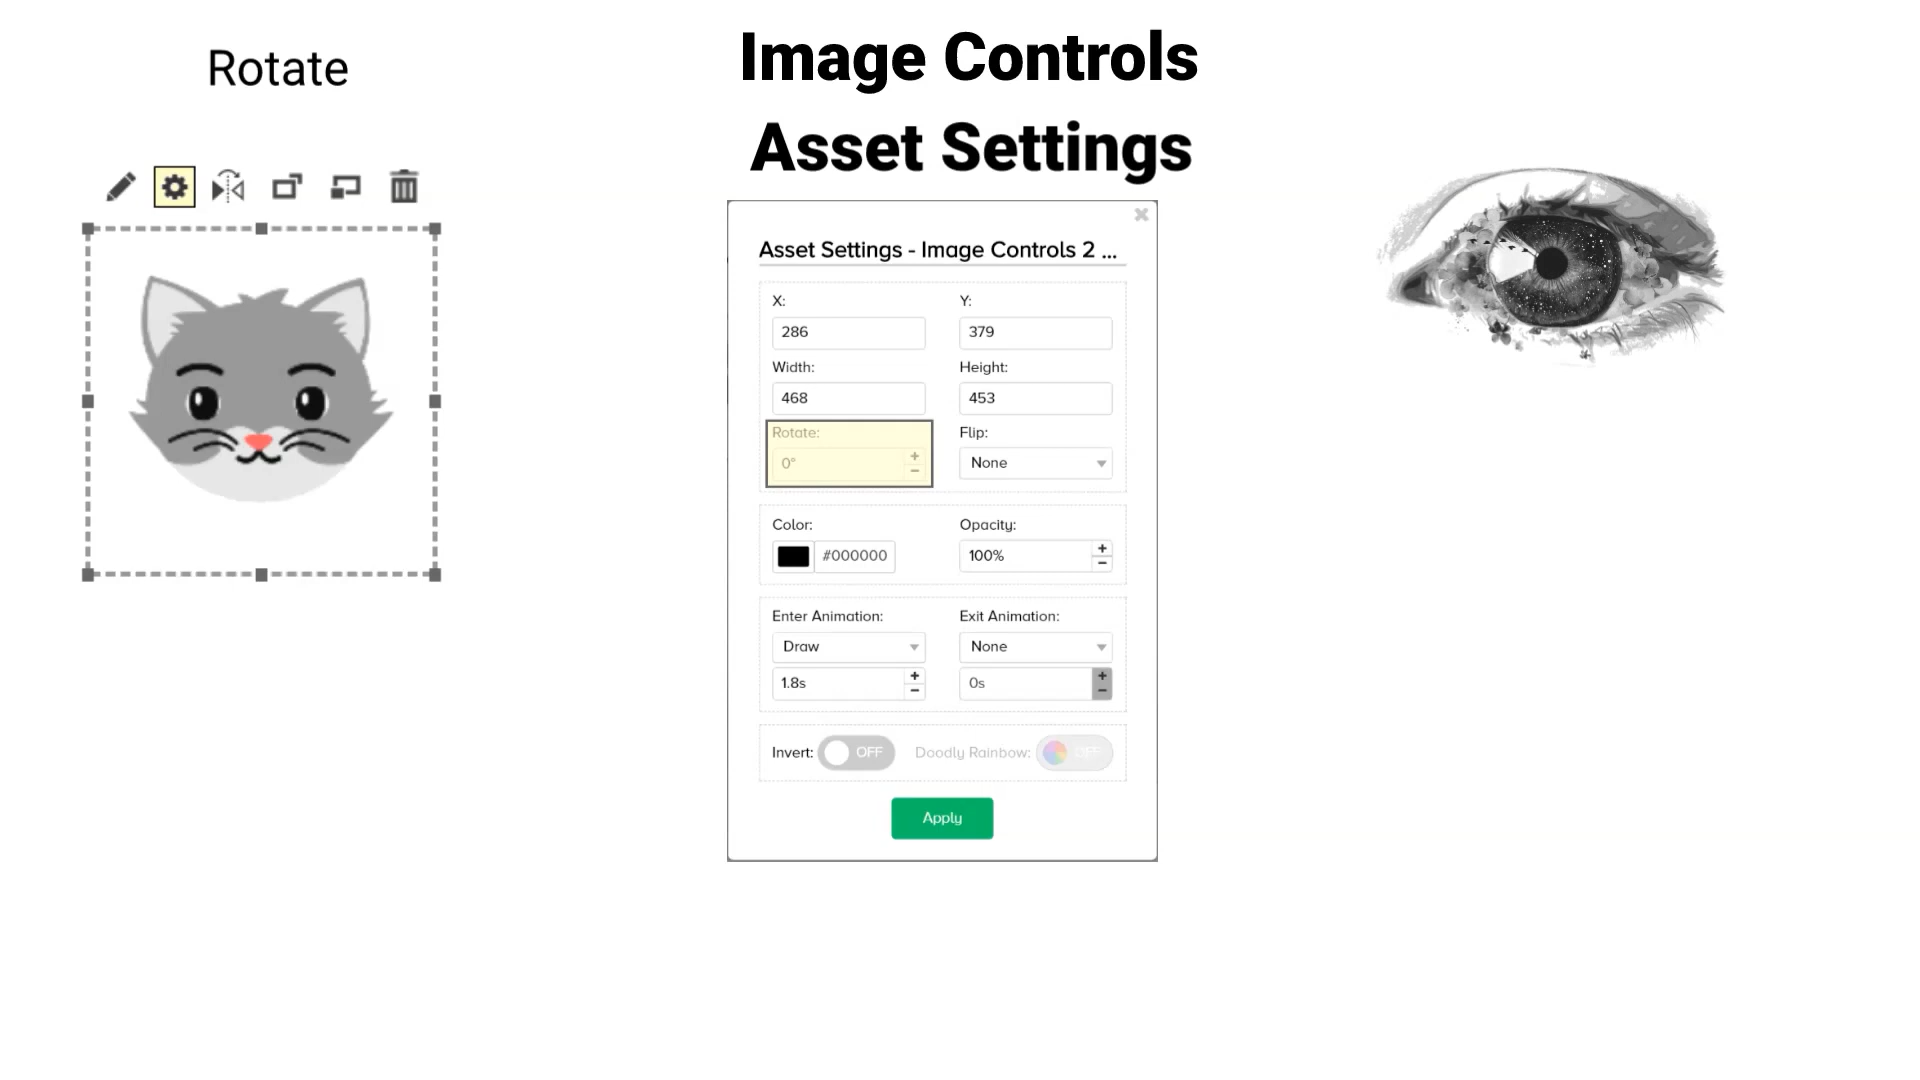 Rotate
Image Controls
Asset Settings
Asset Settings - Image Controls 2 ...
X: Y:
286 379
Width: Height:
468 453
Rotate: Flip:
0° None
Color: Opacity:
#000000 100%
Enter Animation: Exit Animation:
Draw None
1.8s 0s
Invert: OFF Doodly Rainbow: OFF
Apply